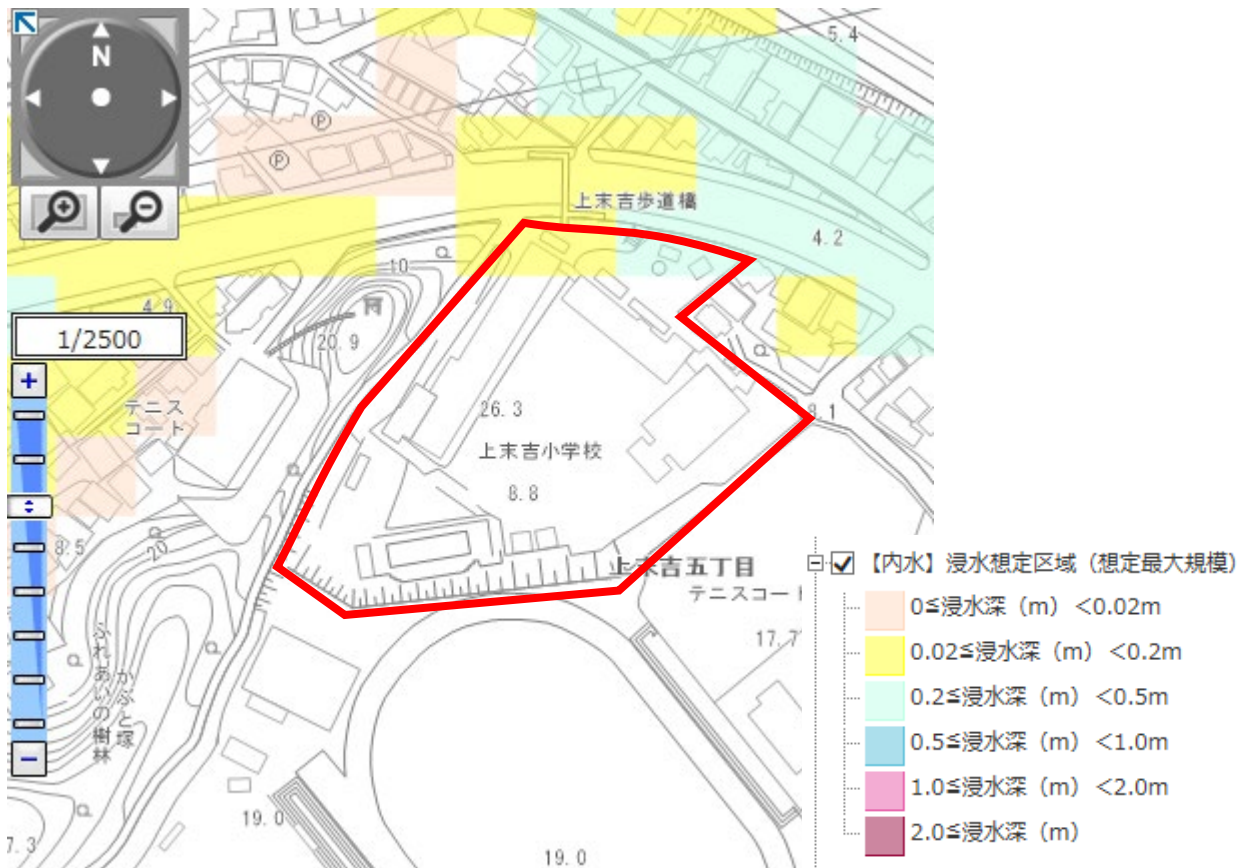 N
5.4
P
P
上末吉歩道橋
4.2
10
4.9
1/2500
20.9
テニス
コート
26.3
8.1
上末吉小学校
8.8
8.5
20
上末吉五丁目
テニスコート
17.7
かぶと塚
ふれあいの樹林
19.0
19.0
7.3
【内水】浸水想定区域（想定最大規模）
0≦浸水深（m）<0.02m
0.02≦浸水深（m）<0.2m
0.2≦浸水深（m）<0.5m
0.5≦浸水深（m）<1.0m
1.0≦浸水深（m）<2.0m
2.0≦浸水深（m）